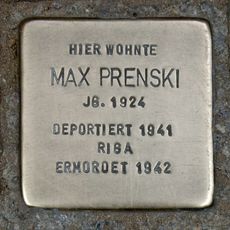 HIER WOHNTE
MAX PRENSKI
JG. 1924
DEPORTIERT 1941
RIGA
ERMORDET 1942